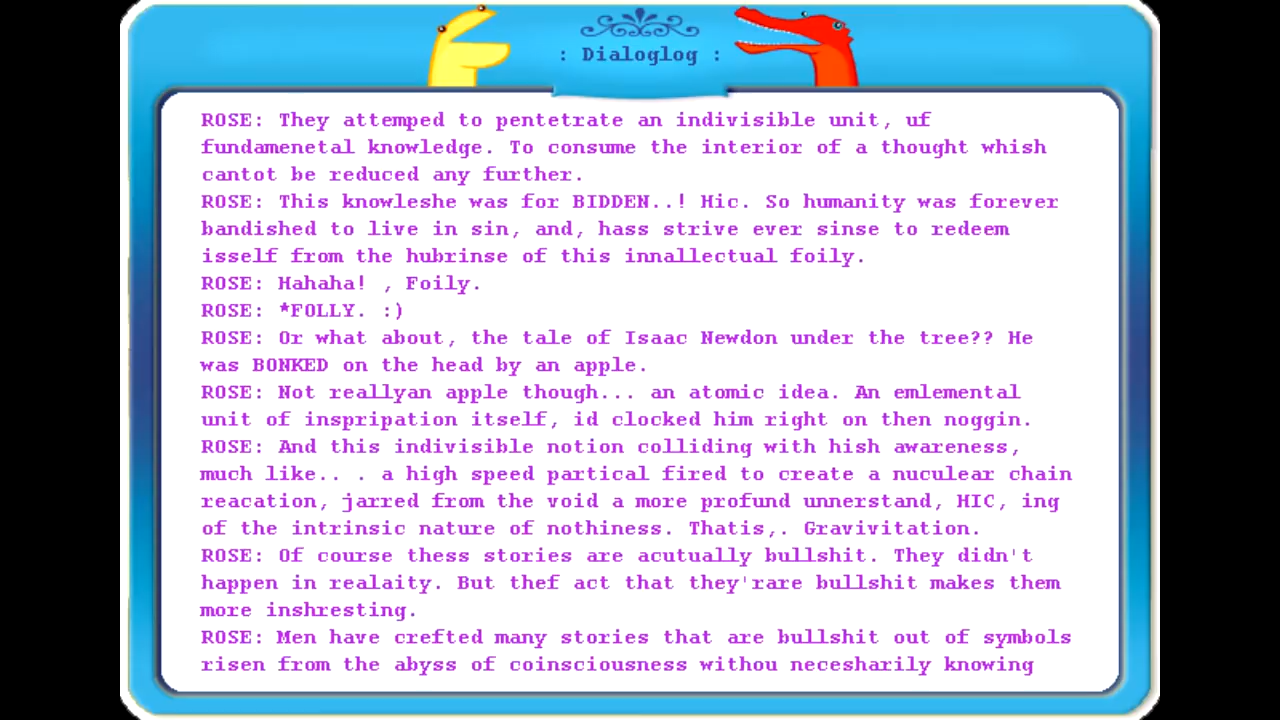 : Dialoglog :
ROSE: They attemped to pentetrate an indivisible unit, uf
fundamenetal knowledge. To consume the interior of a thought whish
cantot be reduced any further.
ROSE: This knowleshe was for BIDDEN..! Hic. So humanity was forever
bandished to live in sin, and, hass strive ever sinse to redeem
isself from the hubrinse of this innallectual foily.
ROSE: Hahaha! , Foily.
ROSE: *FOLLY. :)
ROSE: Or what about, the tale of Isaac Newdon under the tree?? He
was BONKED on the head by an apple.
ROSE: Not reallyan apple though... an atomic idea. An emlemental
unit of inspripation itself, id clocked him right on then noggin.
ROSE: And this indivisible notion colliding with hish awareness,
much like.. . a high speed partical fired to create a nuculear chain
reacation, jarred from the void a more profund unnerstand, HIC, ing
of the intrinsic nature of nothiness. Thatis,. Gravivitation.
ROSE: Of course thess stories are acutually bullshit. They didn't
happen in realaity. But thef act that they'rare bullshit makes them
more inshresting.
ROSE: Men have crefted many stories that are bullshit out of symbols
risen from the abyss of coinsciousness withou necesharily knowing